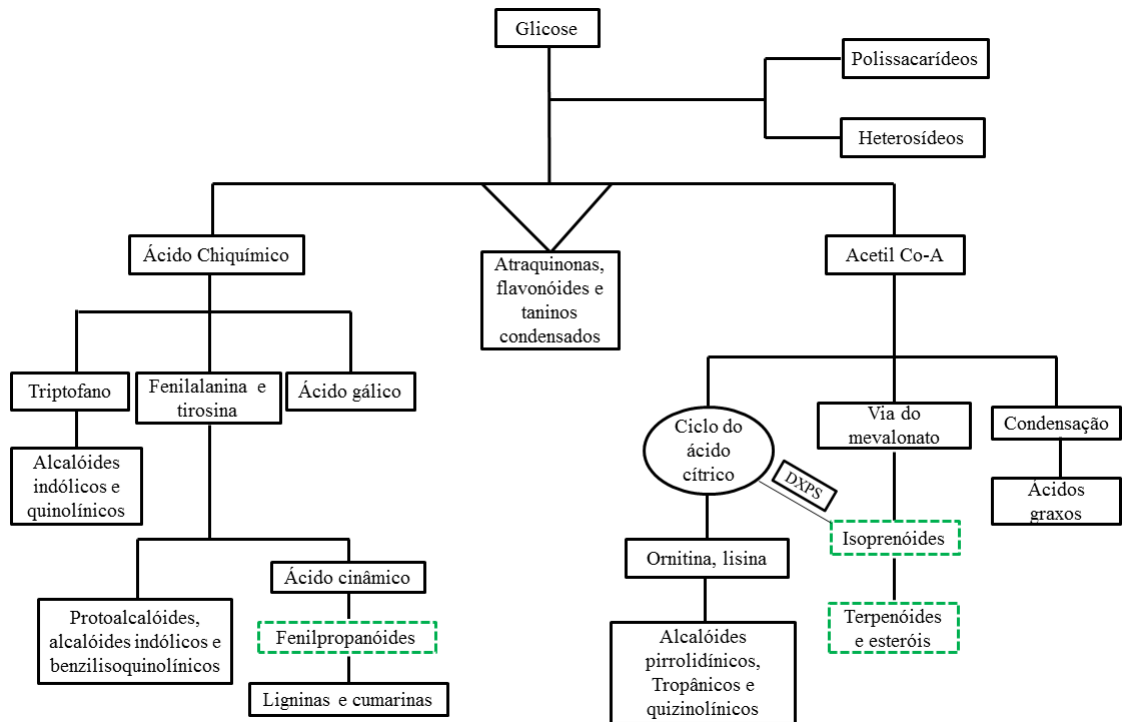 Glicose
Polissacarídeos
Heterosídeos
Ácido Chiquímico
Atraquinonas,
flavonóides e
taninos
condensados
Acetil Co-A
Triptofano
Fenilalanina e
tirosina
Ácido gálico
Ciclo do
ácido
cítrico
Via do
mevalonato
Condensação
Alcalóides
indólicos e
quinolínicos
DXPS
Ácidos
graxos
Isoprenóides
Ornitina, lisina
Ácido cinâmico
Protoalcalóides,
alcalóides indólicos e
benzilisoquinolínicos
Fenilpropanóides
Terpenóides
e esteróis
Alcalóides
pirrolidínicos,
Tropânicos e
quizinolínicos
Ligninas e cumarinas